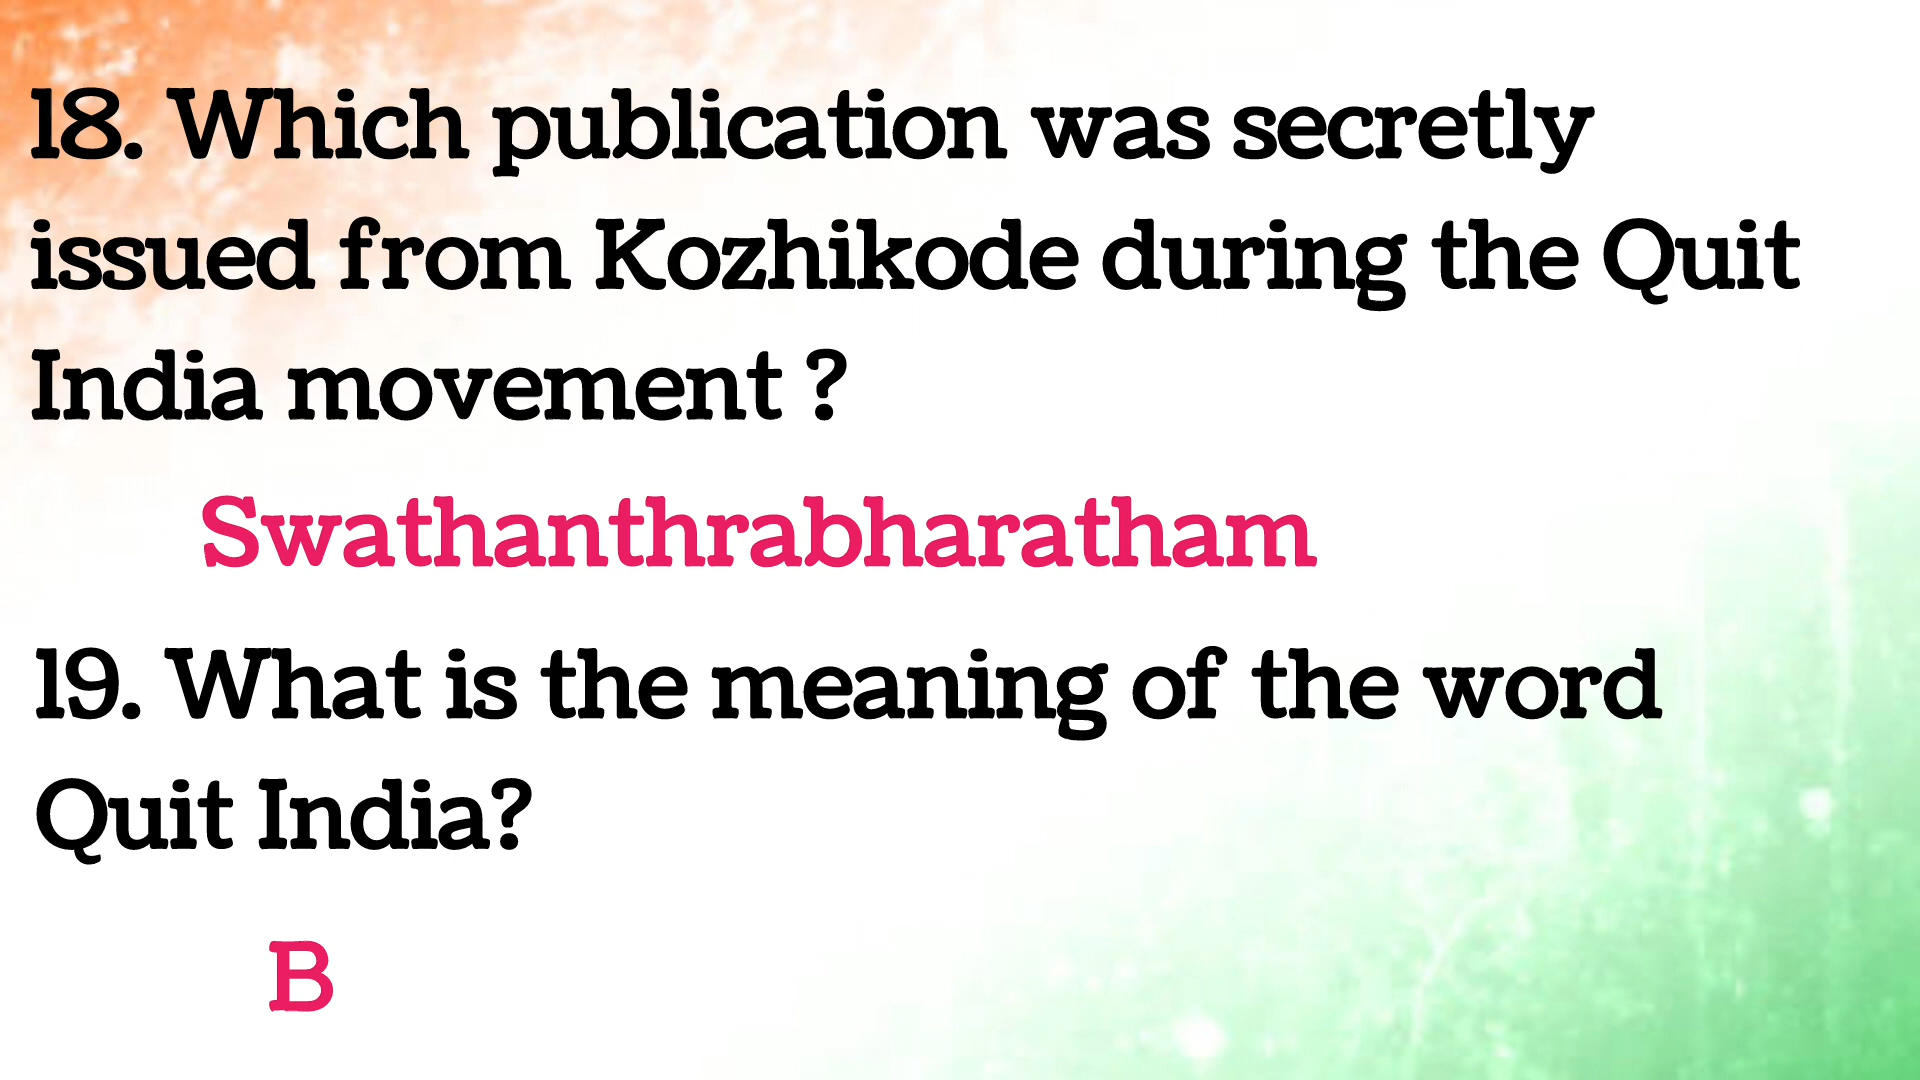 18. Which publication was secretly
issued from Kozhikode during the Quit
India movement ?
Swathanthrabharatham
19. What is the meaning of the word
Quit India?
B